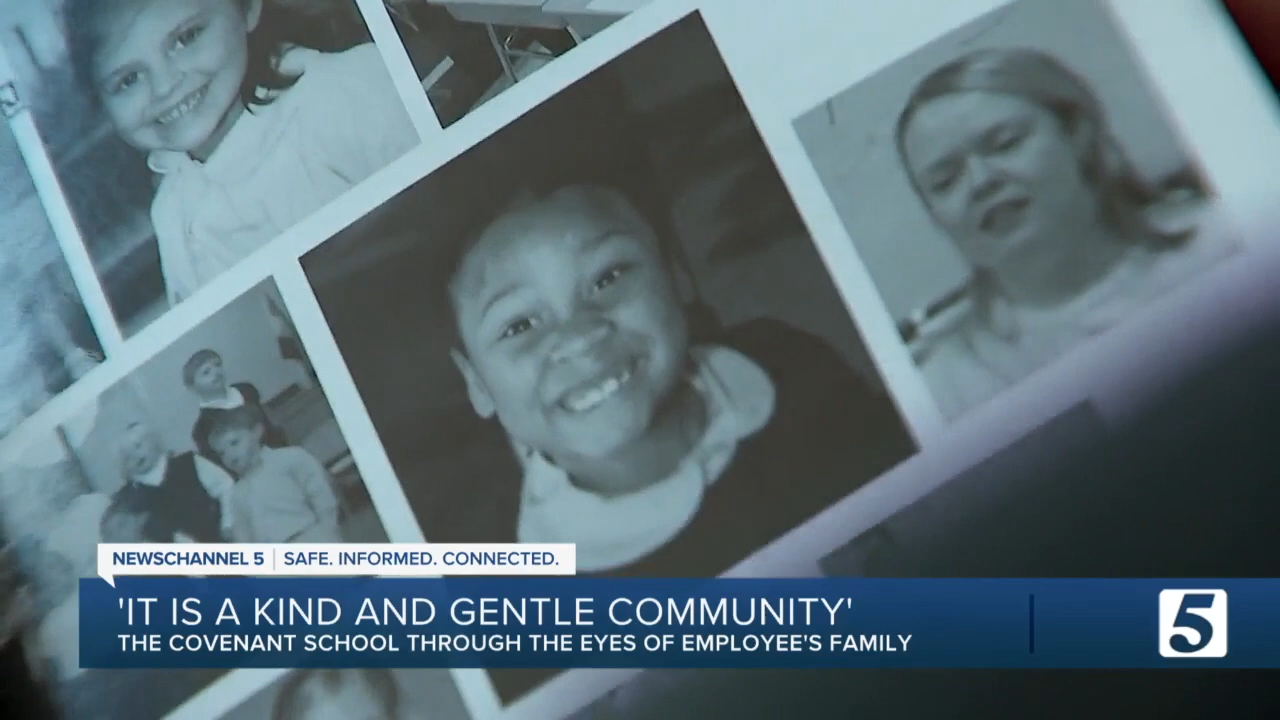 NEWSCHANNEL 5 | SAFE. INFORMED. CONNECTED.
'IT IS A KIND AND GENTLE COMMUNITY'
THE COVENANT SCHOOL THROUGH THE EYES OF EMPLOYEE'S FAMILY
5